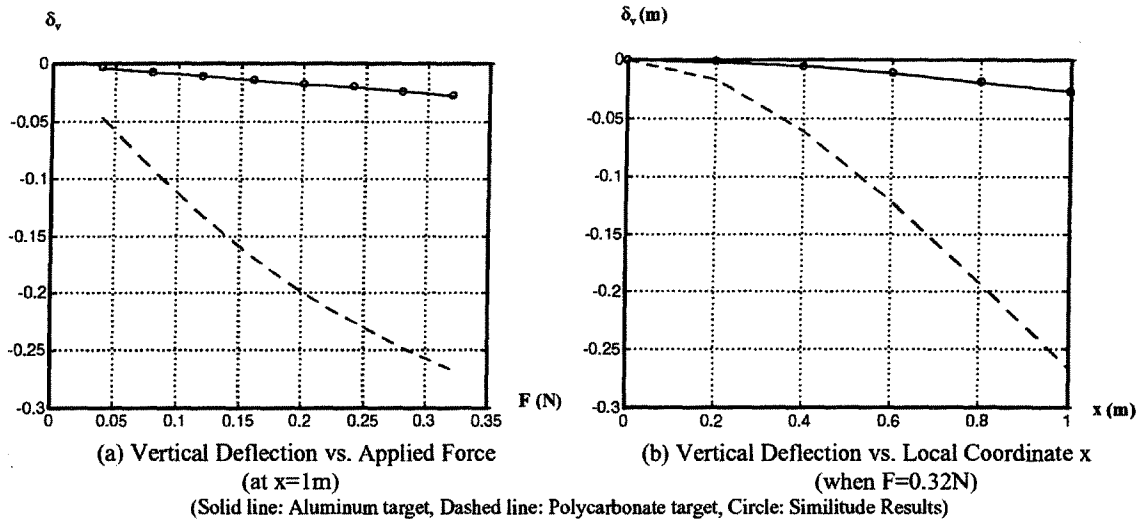 δv
0
-0.05
-0.1
-0.15
-0.2
-0.25
-0.3
0 0.05 0.1 0.15 0.2 0.25 0.3 0.35
F (N)
(a) Vertical Deflection vs. Applied Force
(at x=1m)
δv (m)
0
-0.05
-0.1
-0.15
-0.2
-0.25
-0.3
0 0.2 0.4 0.6 0.8 1
x (m)
(b) Vertical Deflection vs. Local Coordinate x
(when F=0.32N)
(Solid line: Aluminum target, Dashed line: Polycarbonate target, Circle: Similitude Results)